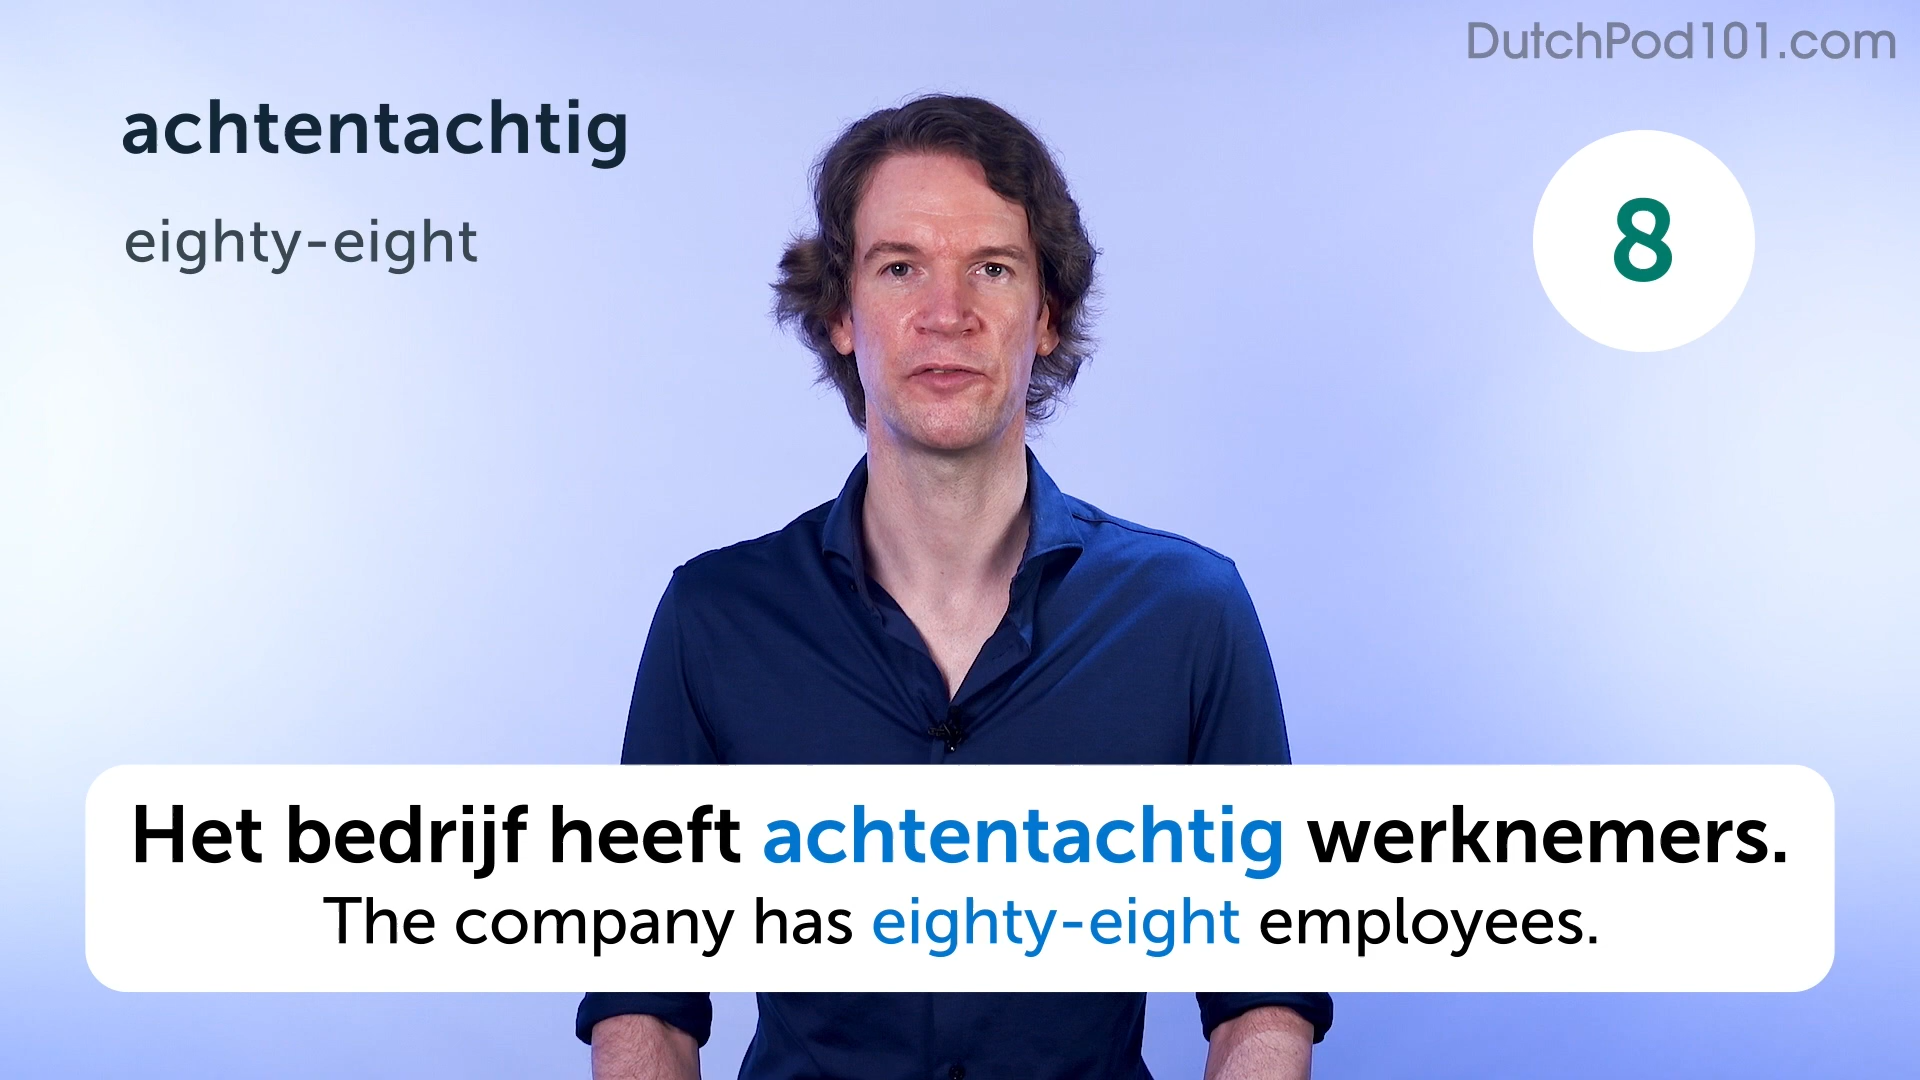 DutchPod101.com
achtentachtig
eighty-eight
8
Het bedrijf heeft achtentachtig werknemers.
The company has eighty-eight employees.